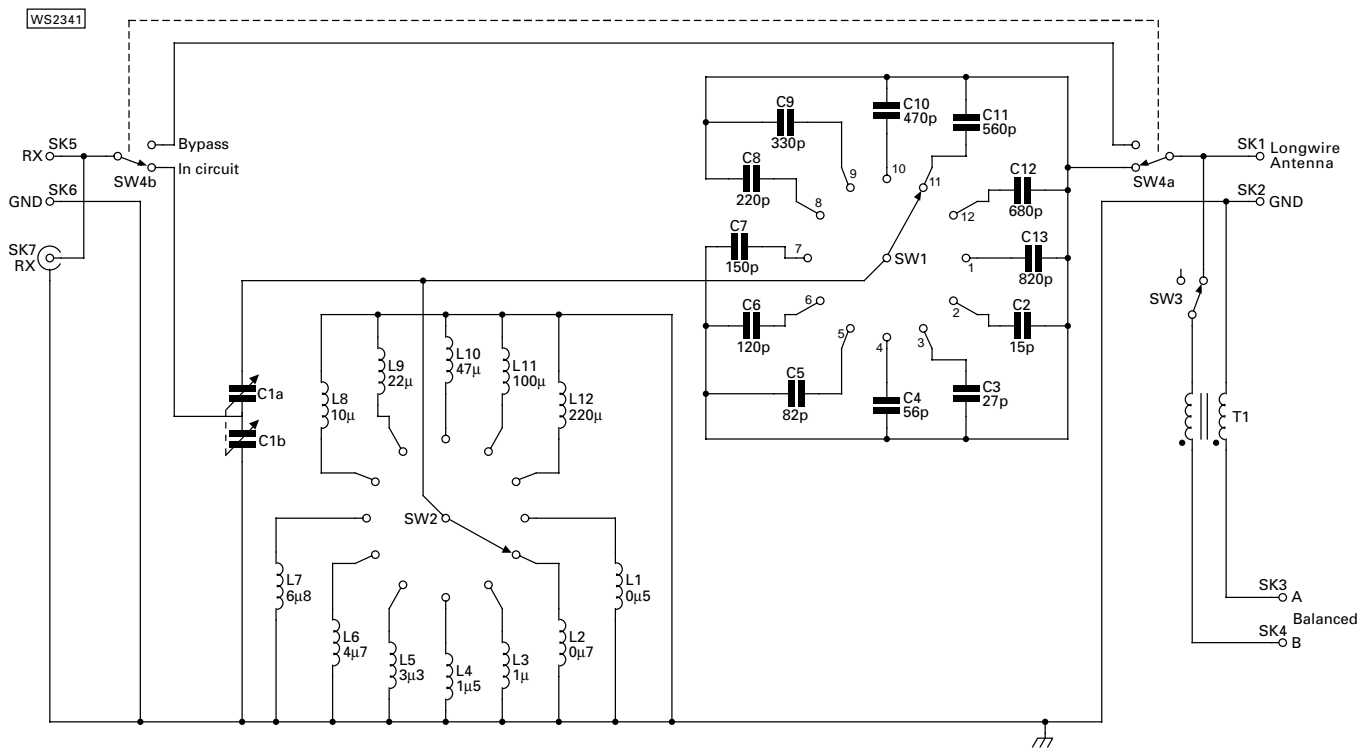 WS2341
SK5
RX
SK6
GND
SK7
RX
Bypass
In circuit
SW4b
C9
330p
C10
470p
C11
560p
C8
220p
C12
680p
C7
150p
C13
820p
C6
120p
C2
15p
C5
82p
C4
56p
C3
27p
9
10
11
8
12
7
1
6
2
5
4
3
SW1
SW4a
SK1
Longwire
Antenna
SK2
GND
SW3
T1
SK3
A
Balanced
SK4
B
C1a
C1b
L8
10µ
L9
22µ
L10
47µ
L11
100µ
L12
220µ
SW2
L7
6µ8
L6
4µ7
L5
3µ3
L4
1µ5
L3
1µ
L2
0µ7
L1
0µ5